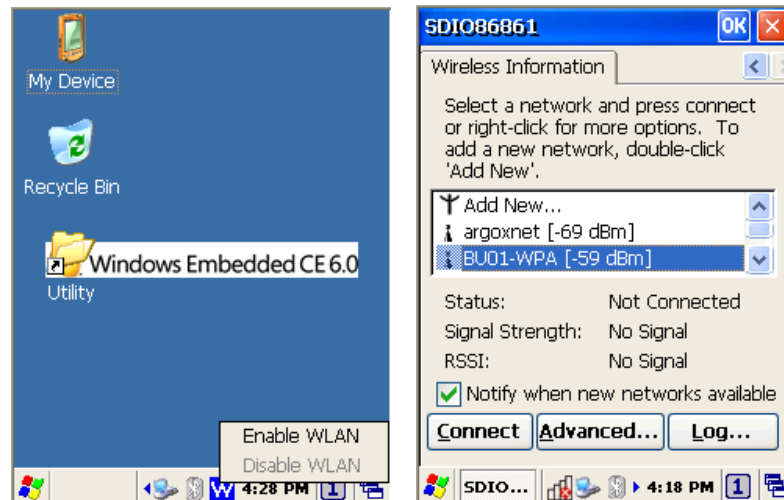 My Device
Recycle Bin
Windows Embedded CE 6.0
Utility
Enable WLAN
Disable WLAN
W
4:28 PM
1
SDIO86861
OK
Wireless Information
Select a network and press connect
or right-click for more options. To
add a new network, double-click
'Add New'.
Add New...
argoxnet [-69 dBm]
BU01-WPA [-59 dBm]
Status: Not Connected
Signal Strength: No Signal
RSSI: No Signal
Notify when new networks available
Connect Advanced... Log...
SDIO... 4:18 PM 1